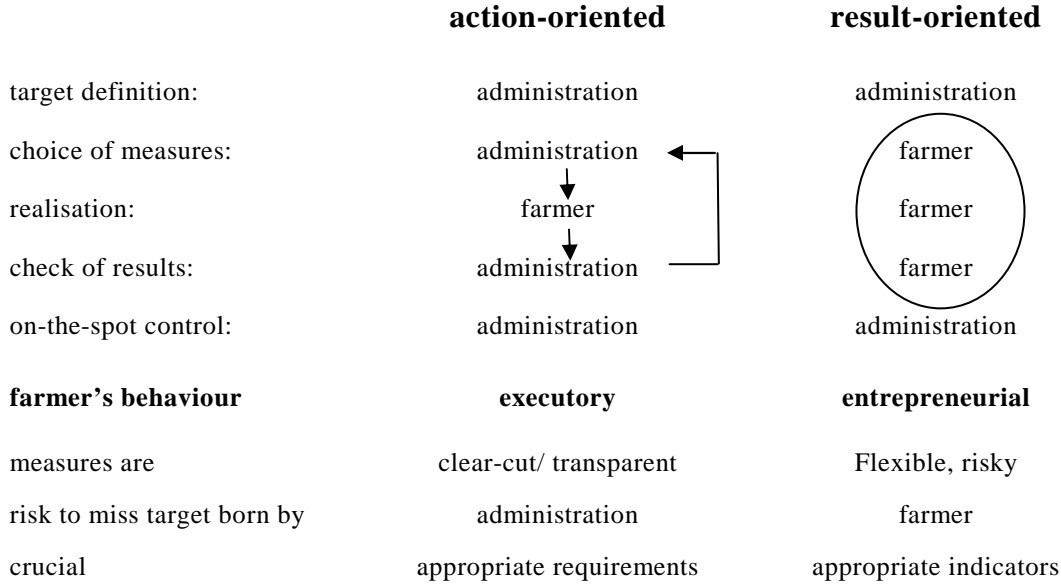 action-oriented result-oriented
target definition: administration administration
choice of measures: administration farmer
realisation: farmer farmer
check of results: administration farmer
on-the-spot control: administration administration
farmer’s behaviour executory entrepreneurial
measures are clear-cut/ transparent Flexible, risky
risk to miss target born by administration farmer
crucial appropriate requirements appropriate indicators